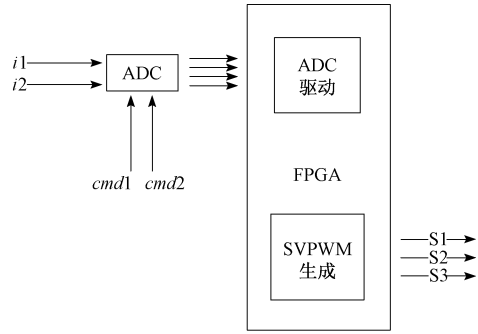 i1
i2
ADC
cmd1 cmd2
ADC
驱动
FPGA
SVPWM
生成
S1
S2
S3